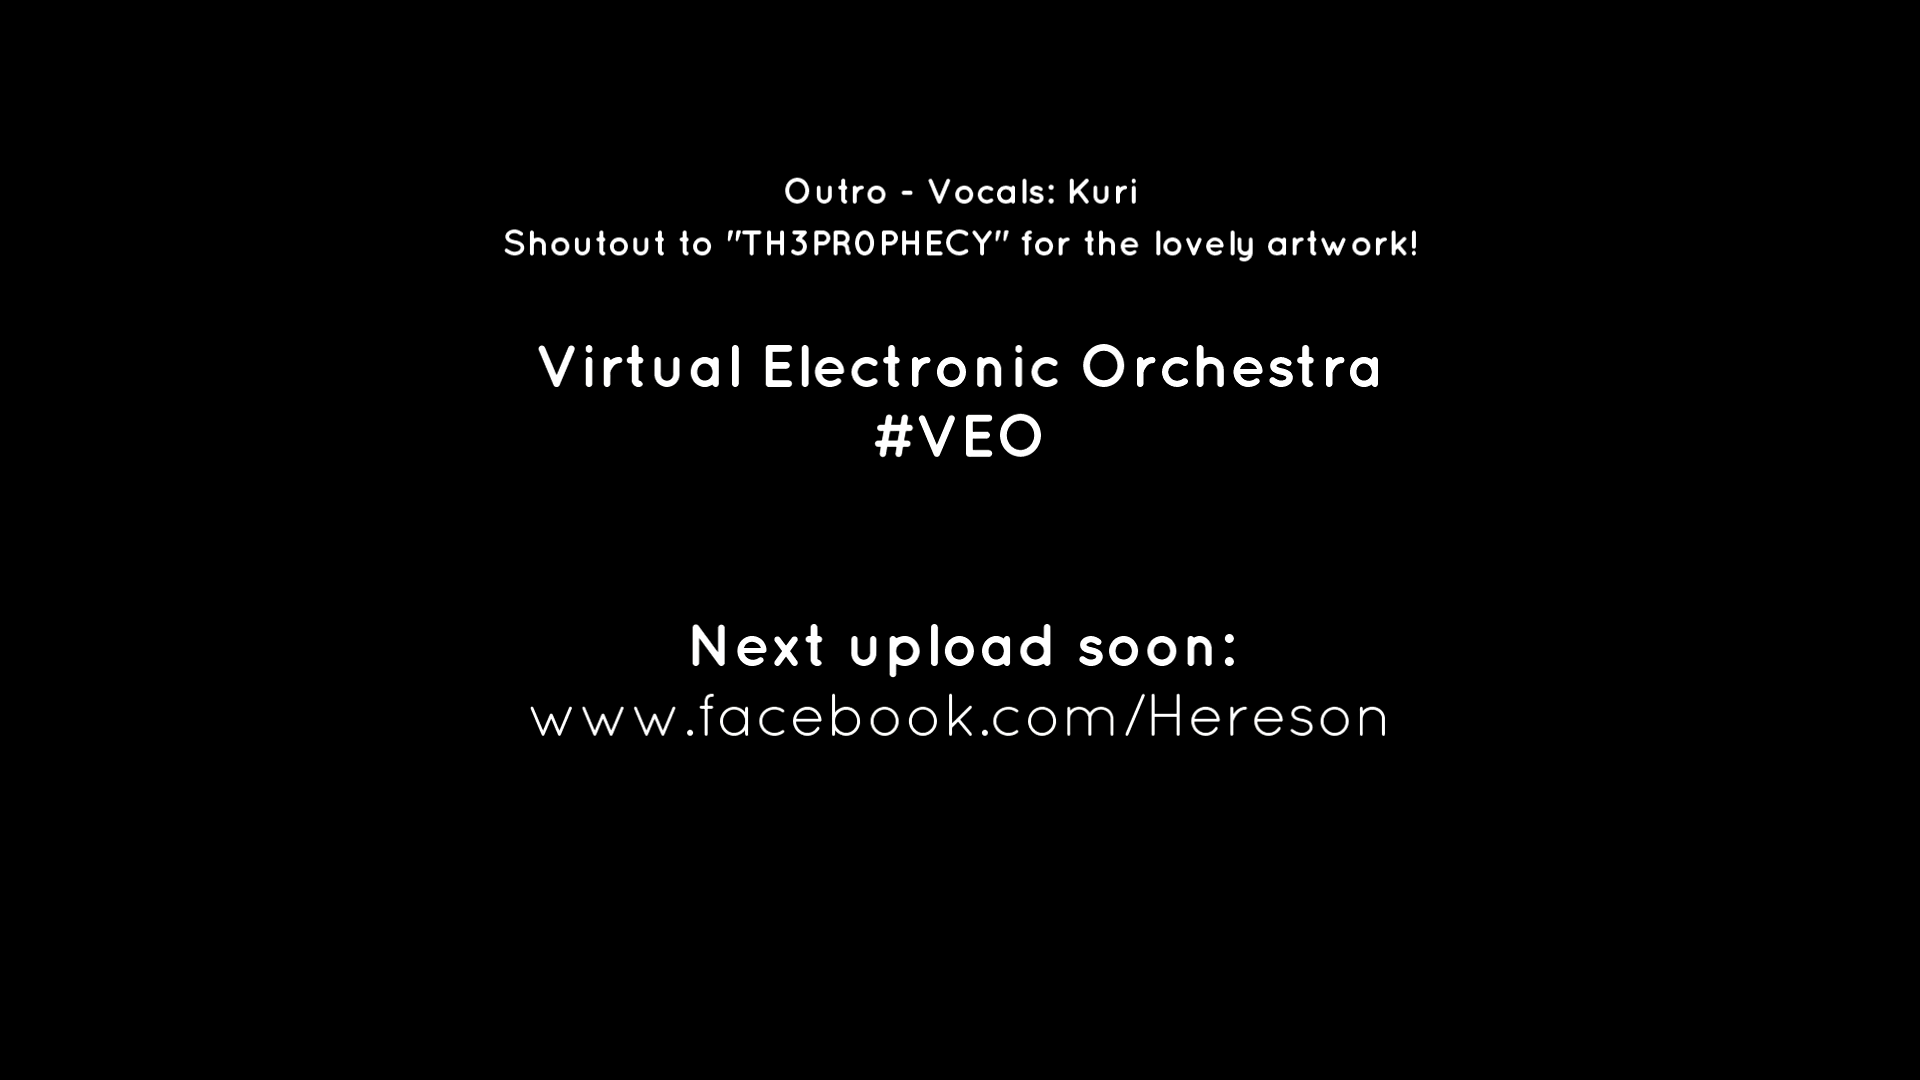 Outro - Vocals: Kuri
Shoutout to "TH3PR0PHECY" for the lovely artwork!
Virtual Electronic Orchestra
#VEO
Next upload soon:
www.facebook.com/Hereson